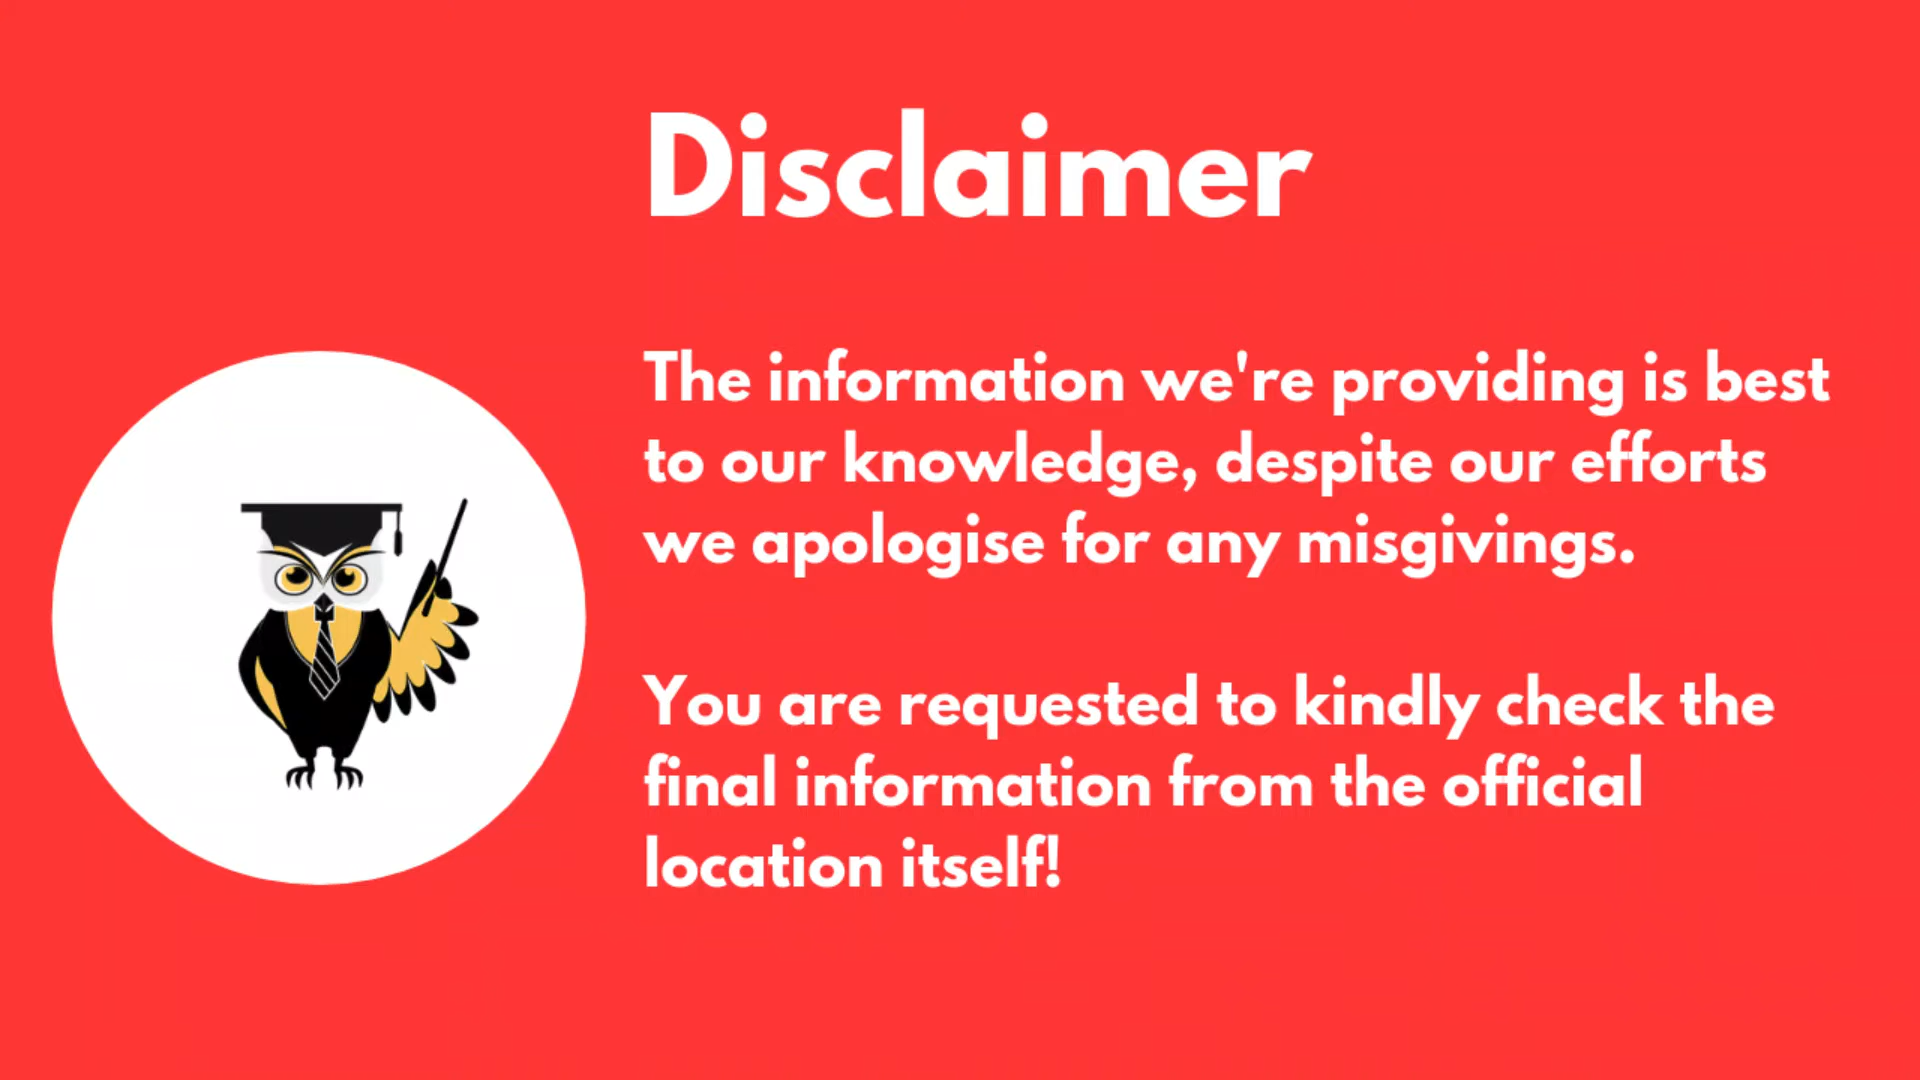 Disclaimer
The information we're providing is best
to our knowledge, despite our efforts
we apologise for any misgivings.
You are requested to kindly check the
final information from the official
location itself!